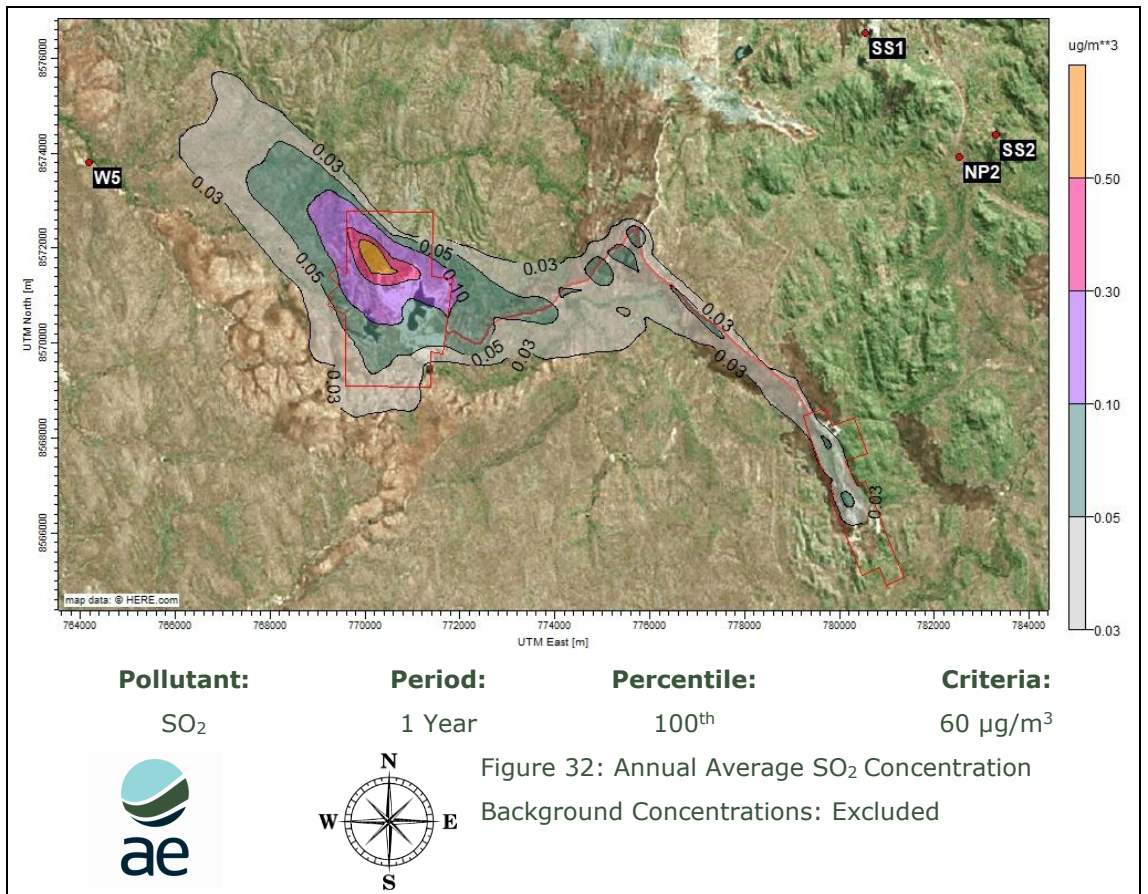 ug/m**3
SS1
SS2
NP2
W5
8576000
8574000
8572000
8570000
8568000
8566000
UTM North [m]
0.03
0.03
0.05
0.03
0.05
0.10
0.03
0.05
0.03
0.03
0.03
0.03
0.03
0.50
0.30
0.10
0.05
0.03
map data: © HERE.com
764000 766000 768000 770000 772000 774000 776000 778000 780000 782000 784000
UTM East [m]
Pollutant: Period: Percentile: Criteria:
SO₂ 1 Year 100ᵗʰ 60 µg/m³
N
W E
S
ae
Figure 32: Annual Average SO₂ Concentration
Background Concentrations: Excluded